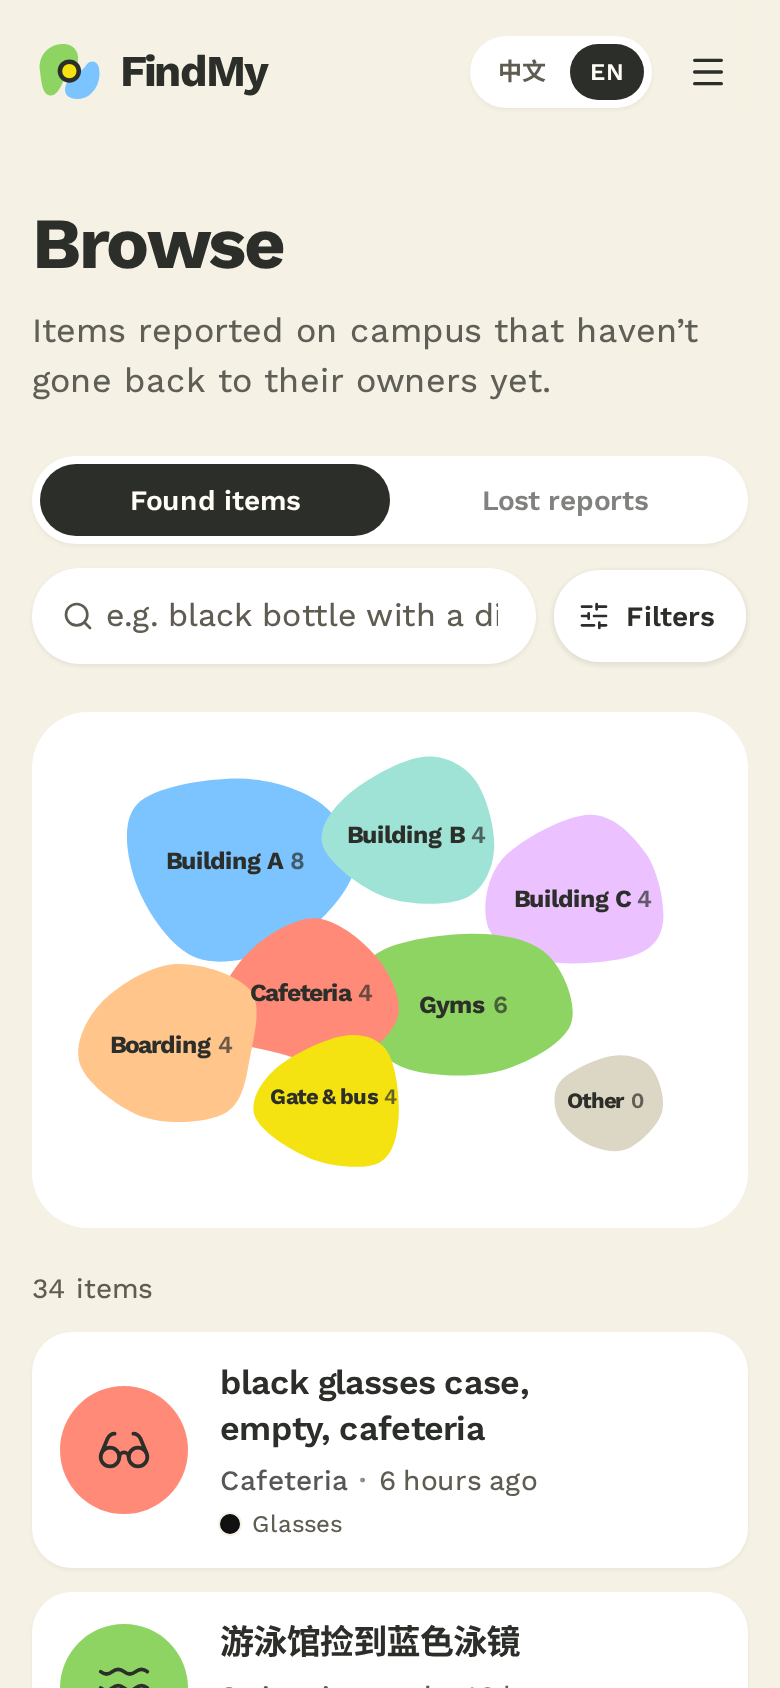 FindMy
中文 EN
Browse
Items reported on campus that haven’t
gone back to their owners yet.
Found items Lost reports
e.g. black bottle with a di
Filters
Building A 8
Building B 4
Building C 4
Cafeteria 4
Gyms 6
Boarding 4
Gate & bus 4
Other 0
34 items
black glasses case,
empty, cafeteria
Cafeteria · 6 hours ago
Glasses
游泳馆捡到蓝色泳镜